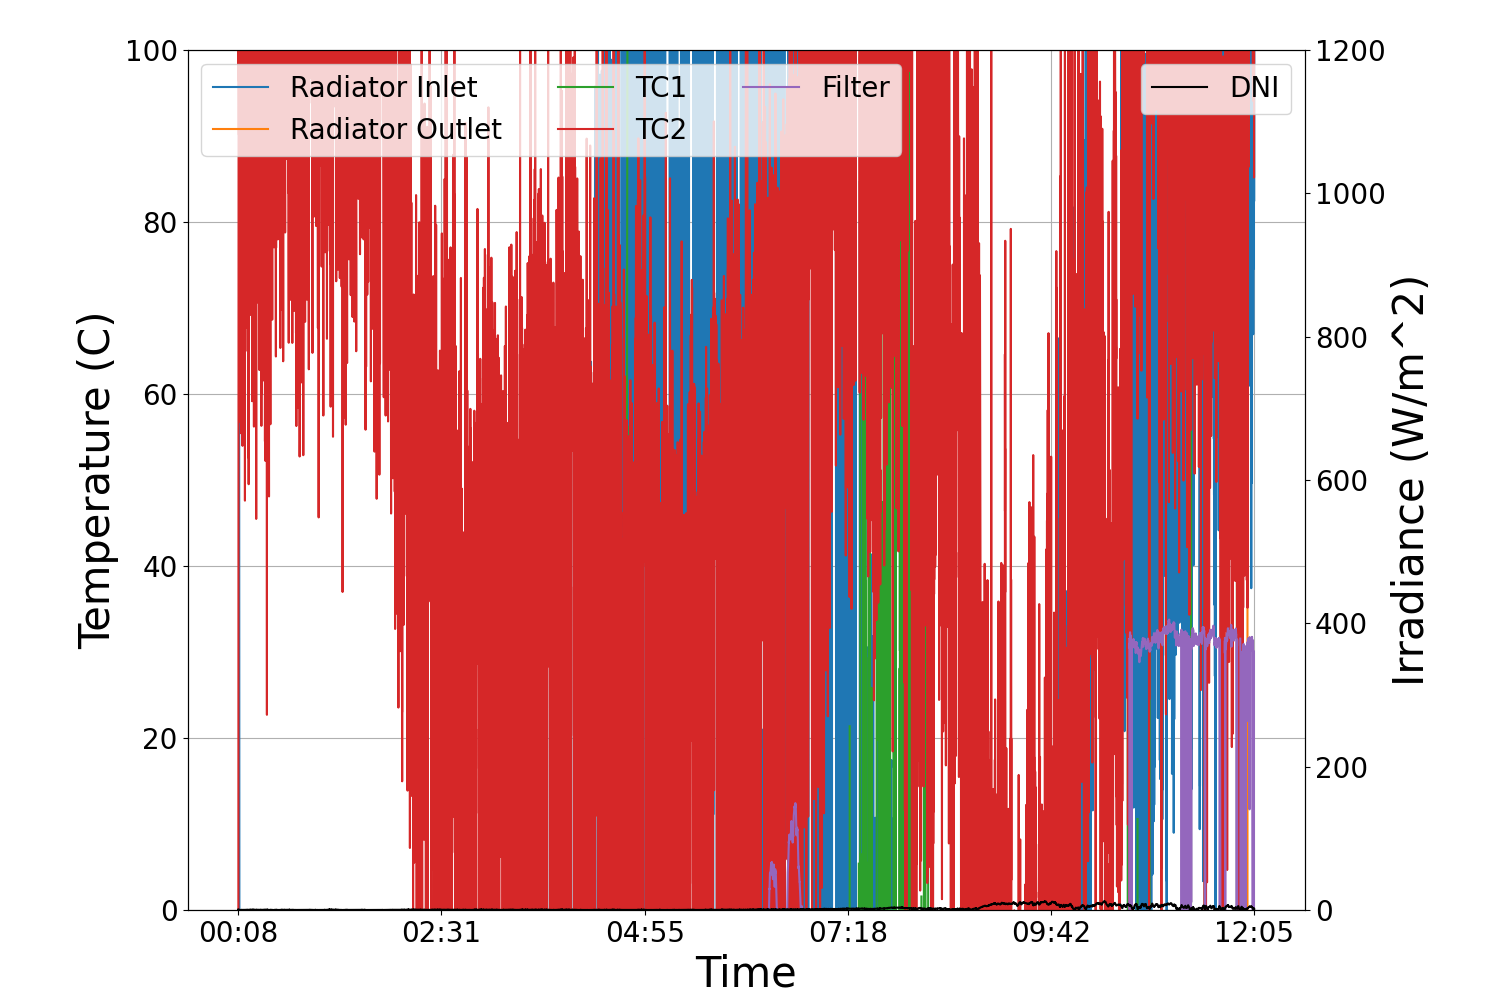 100
80
60
40
20
0
Temperature (C)
Radiator Inlet
Radiator Outlet
TC1
TC2
Filter
DNI
1200
1000
800
600
400
200
0
Irradiance (W/m^2)
00:08
02:31
04:55
07:18
09:42
12:05
Time